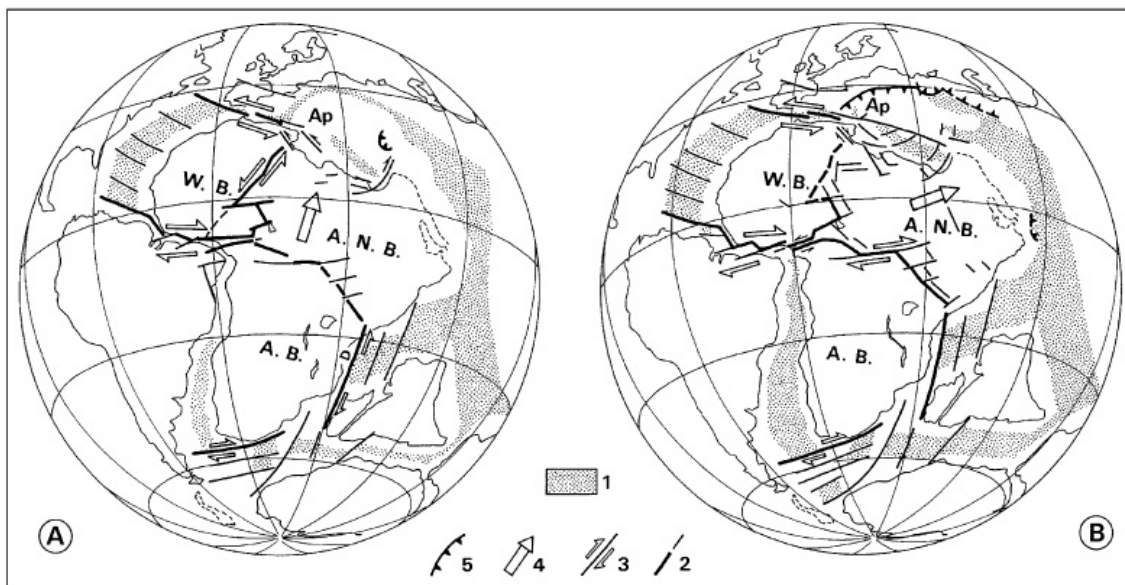 Ap
W. B.
A. N. B.
A. B.
D.
A
Ap
W. B.
A. N. B.
A. B.
B
1
5 4 3 2